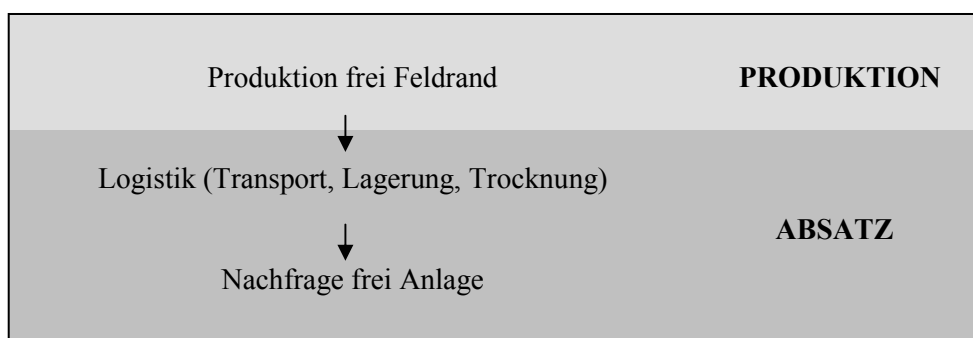 Produktion frei Feldrand
PRODUKTION
Logistik (Transport, Lagerung, Trocknung)
ABSATZ
Nachfrage frei Anlage